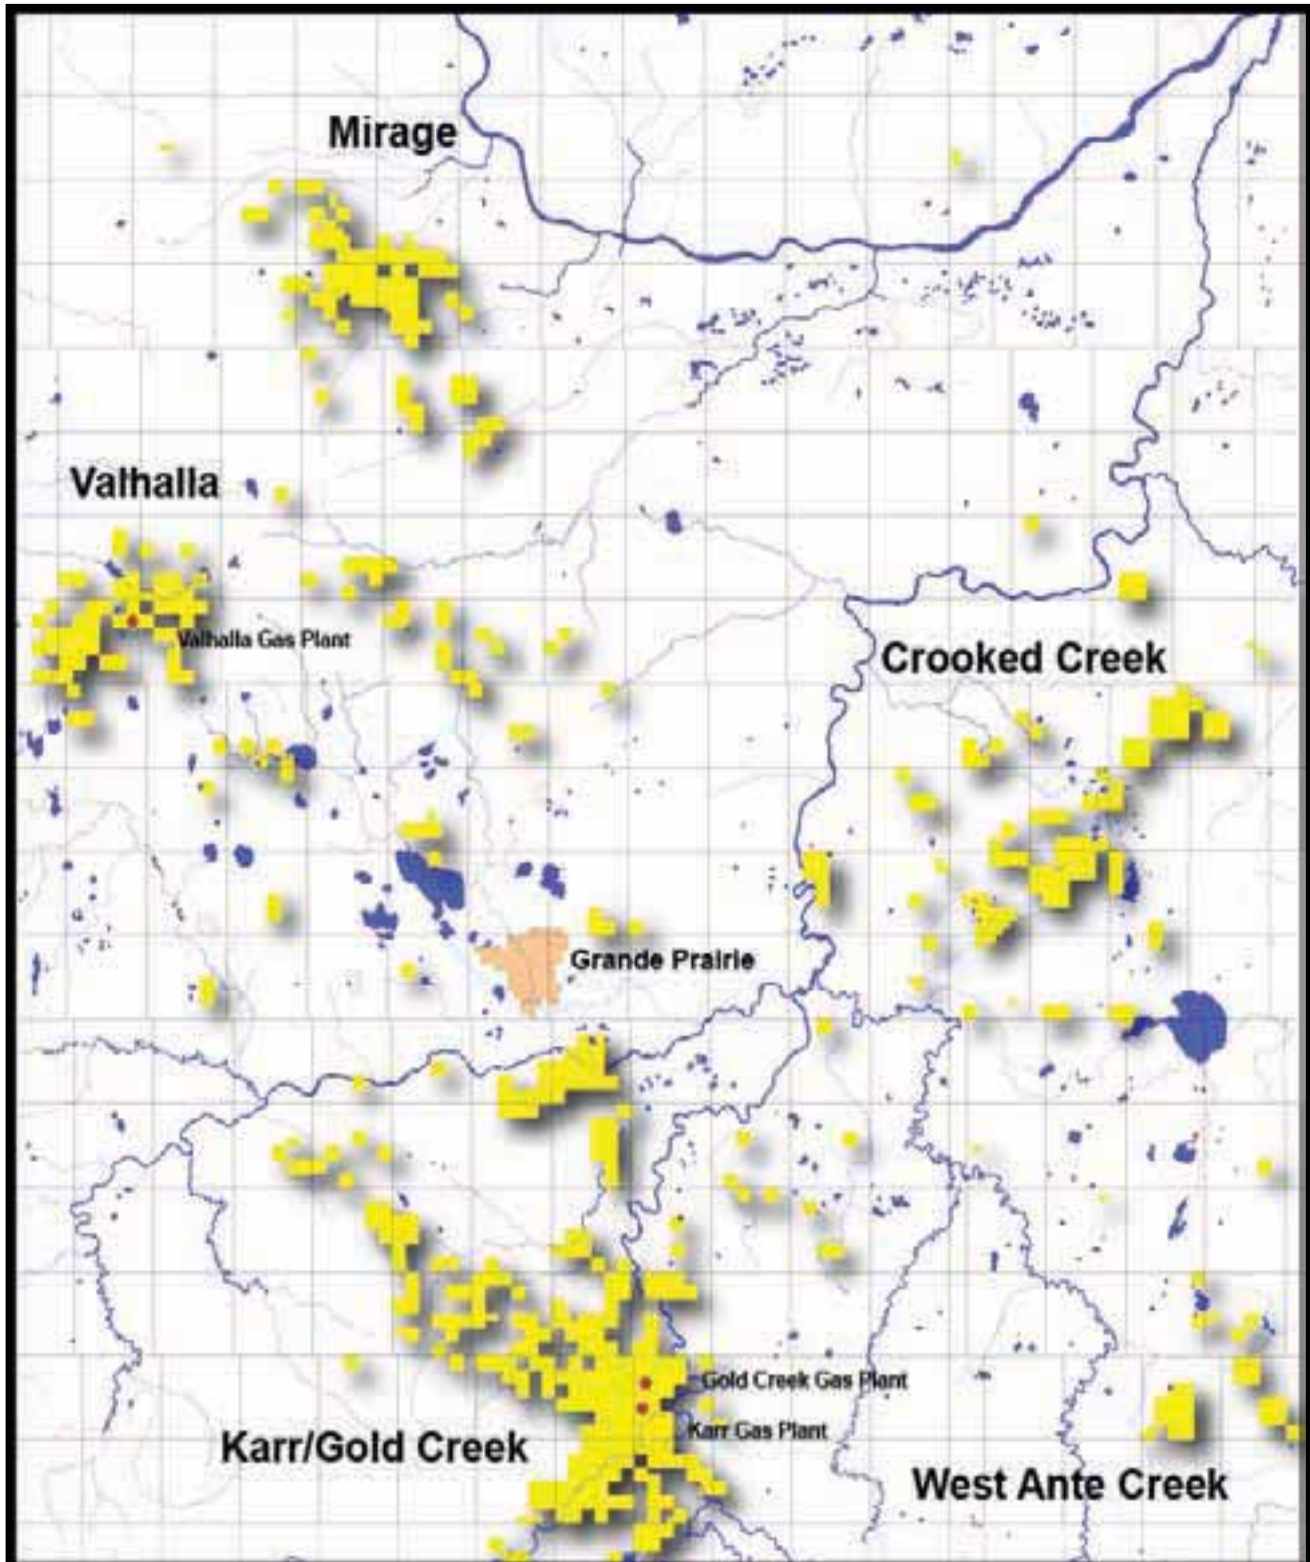 Mirage
Valhalla
Valhalla Gas Plant
Crooked Creek
Grande Prairie
Gold Creek Gas Plant
Karr Gas Plant
Karr/Gold Creek
West Ante Creek